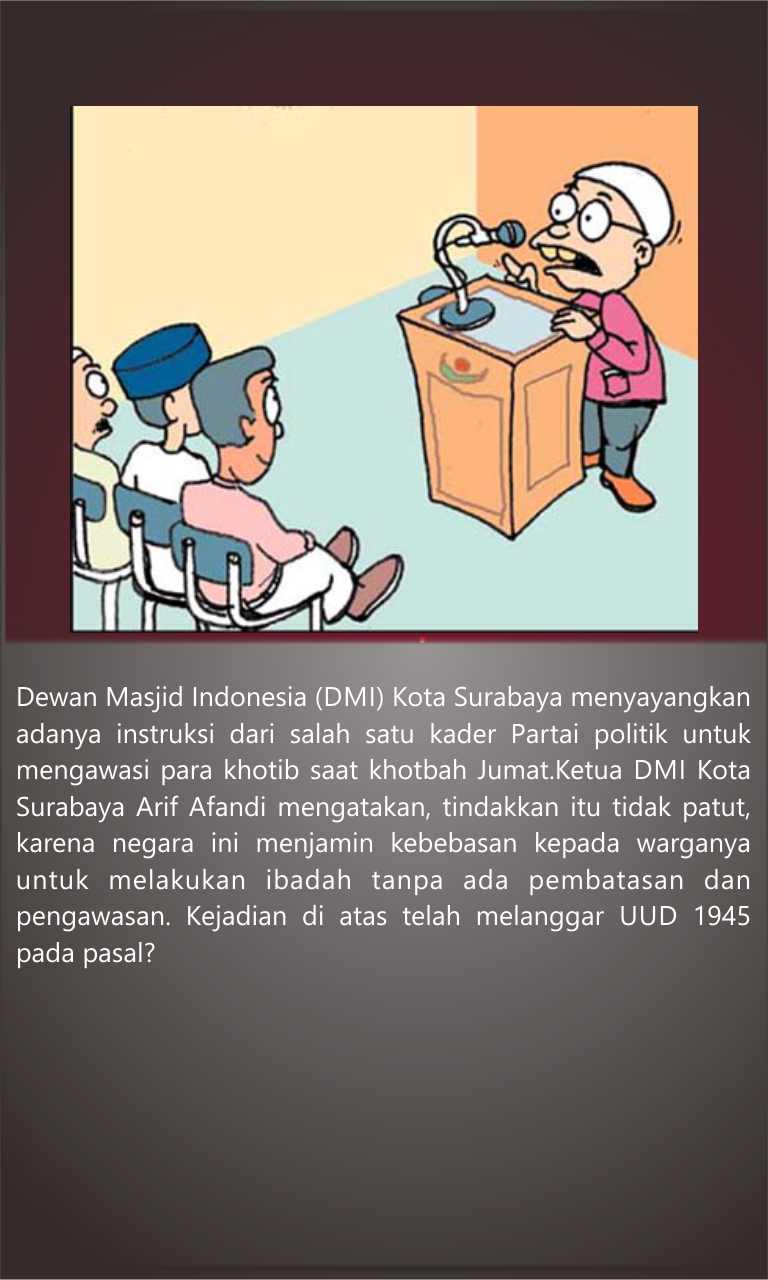 Dewan Masjid Indonesia (DMI) Kota Surabaya menyayangkan
adanya instruksi dari salah satu kader Partai politik untuk
mengawasi para khotib saat khotbah Jumat.Ketua DMI Kota
Surabaya Arif Afandi mengatakan, tindakkan itu tidak patut,
karena negara ini menjamin kebebasan kepada warganya
untuk melakukan ibadah tanpa ada pembatasan dan
pengawasan. Kejadian di atas telah melanggar UUD 1945
pada pasal?